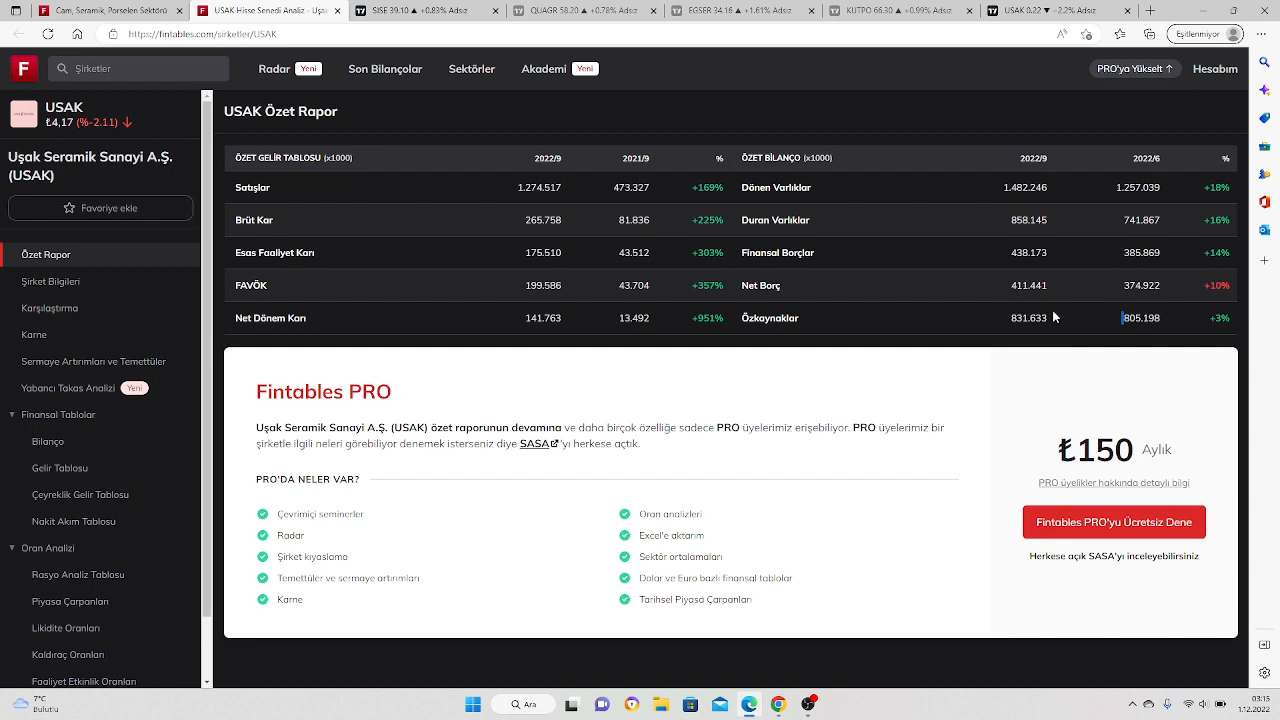 Cam, Seramik, Porselen Sektörü
USAK Hisse Senedi Analiz - Uşa
SISE 39.10 ▲ +0.83% Adsız
QUAGR 58.20 ▲ +0.78% Adsız
EGSER 84.16 ▲ +1.61% Adsız
KUTPO 66.30 ▲ +0.99% Adsız
USAK 0.22 ▼ −2.2% Adsız
https://fintables.com/sirketler/USAK
Eşitlenmiyor
F
Şirketler
Radar Yeni
Son Bilançolar
Sektörler
Akademi Yeni
PRO'ya Yükselt ↑
Hesabım
USAK
₺4,17 (%-2.11) ↓
Uşak Seramik Sanayi A.Ş.
(USAK)
Favoriye ekle
Özet Rapor
Şirket Bilgileri
Karşılaştırma
Karne
Sermaye Artırımları ve Temettüler
Yabancı Takas Analizi Yeni
Finansal Tablolar
Bilanço
Gelir Tablosu
Çeyreklik Gelir Tablosu
Nakit Akım Tablosu
Oran Analizi
Rasyo Analiz Tablosu
Piyasa Çarpanları
Likidite Oranları
Kaldıraç Oranları
Faaliyet Etkinlik Oranları
USAK Özet Rapor
ÖZET GELİR TABLOSU (x1000) 2022/9 2021/9 % ÖZET BİLANÇO (x1000) 2022/9 2022/6 %
Satışlar 1.274.517 473.327 +169% Dönen Varlıklar 1.482.246 1.257.039 +18%
Brüt Kar 265.758 81.836 +225% Duran Varlıklar 858.145 741.867 +16%
Esas Faaliyet Karı 175.510 43.512 +303% Finansal Borçlar 438.173 385.869 +14%
FAVÖK 199.586 43.704 +357% Net Borç 411.441 374.922 +10%
Net Dönem Karı 141.763 13.492 +951% Özkaynaklar 831.633 805.198 +3%
Fintables PRO
Uşak Seramik Sanayi A.Ş. (USAK) özet raporunun devamına ve daha birçok özelliğe sadece PRO üyelerimiz erişebiliyor. PRO üyelerimiz bir
şirketle ilgili neleri görebiliyor denemek isterseniz diye SASA'yı herkese açtık.
PRO'DA NELER VAR?
Çevrimiçi seminerler
Radar
Şirket kıyaslama
Temettüler ve sermaye artırımları
Karne
Oran analizleri
Excel'e aktarım
Sektör ortalamaları
Dolar ve Euro bazlı finansal tablolar
Tarihsel Piyasa Çarpanları
₺150 Aylık
PRO üyelikler hakkında detaylı bilgi
Fintables PRO'yu Ücretsiz Dene
Herkese açık SASA'yı inceleyebilirsiniz
7°C
Bulutlu
Ara
03:15
1.12.2022